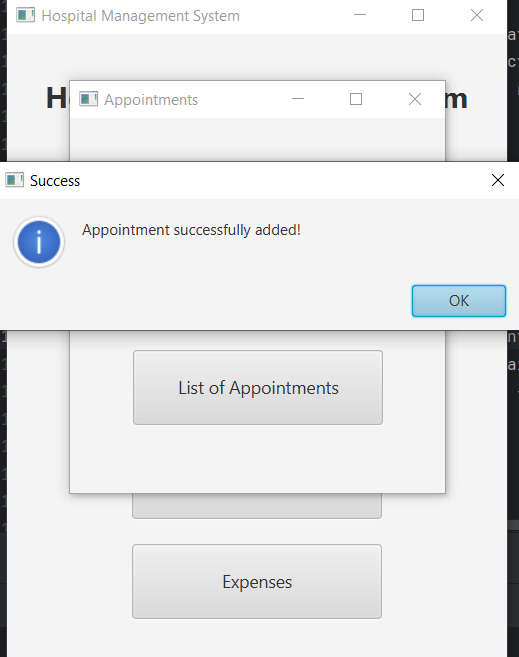 Hospital Management System
Appointments
Success
Appointment successfully added!
OK
List of Appointments
Expenses